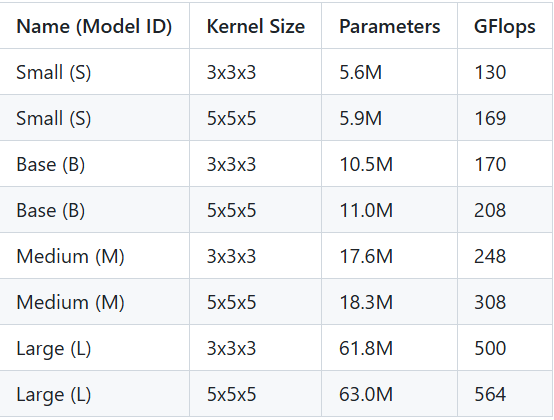 Name (Model ID) Kernel Size Parameters GFlops
Small (S) 3x3x3 5.6M 130
Small (S) 5x5x5 5.9M 169
Base (B) 3x3x3 10.5M 170
Base (B) 5x5x5 11.0M 208
Medium (M) 3x3x3 17.6M 248
Medium (M) 5x5x5 18.3M 308
Large (L) 3x3x3 61.8M 500
Large (L) 5x5x5 63.0M 564